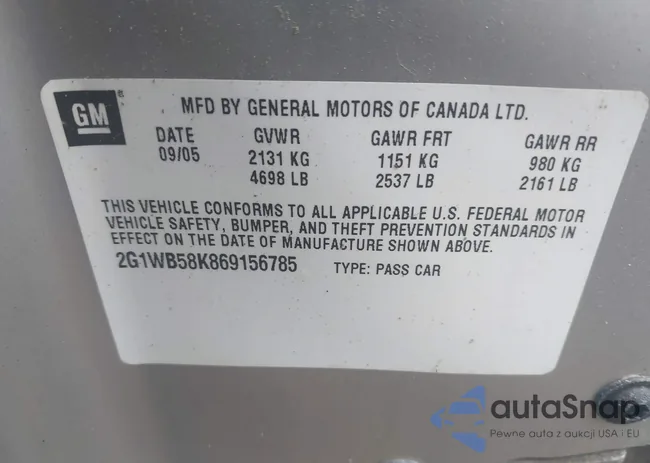 GM
MFD BY GENERAL MOTORS OF CANADA LTD.
DATE GVWR GAWR FRT GAWR RR
09/05 2131 KG 1151 KG 980 KG
4698 LB 2537 LB 2161 LB
THIS VEHICLE CONFORMS TO ALL APPLICABLE U.S. FEDERAL MOTOR
VEHICLE SAFETY, BUMPER, AND THEFT PREVENTION STANDARDS IN
EFFECT ON THE DATE OF MANUFACTURE SHOWN ABOVE.
2G1WB58K869156785 TYPE: PASS CAR
autaSnap
Pewne auta z aukcji USA i EU